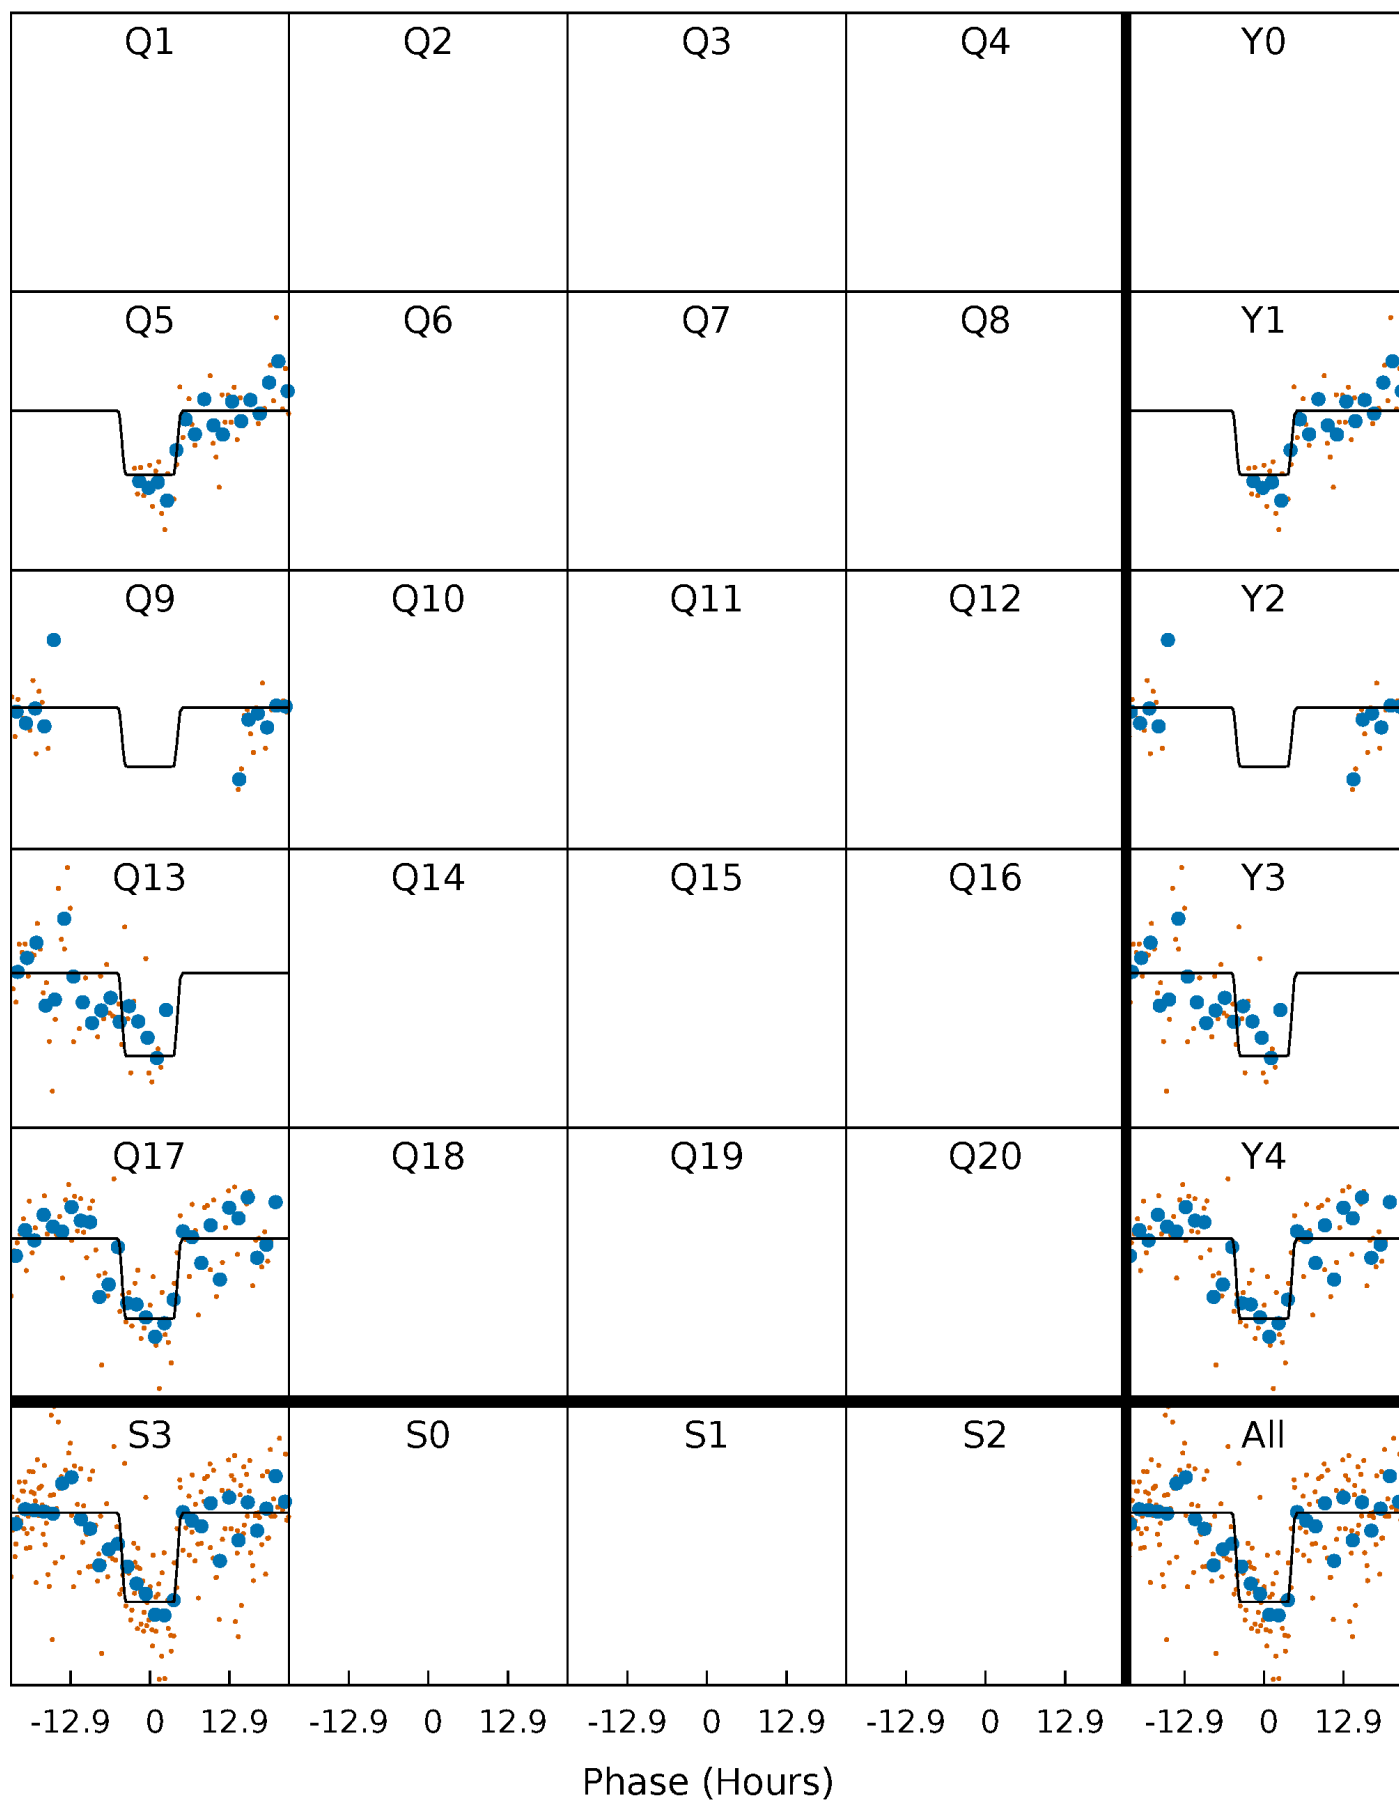 Q1 Q2 Q3 Q4 Y0
Q5 Q6 Q7 Q8 Y1
Q9 Q10 Q11 Q12 Y2
Q13 Q14 Q15 Q16 Y3
Q17 Q18 Q19 Q20 Y4
S3 S0 S1 S2 All
-12.9 0 12.9 -12.9 0 12.9 -12.9 0 12.9 -12.9 0 12.9 -12.9 0 12.9
Phase (Hours)